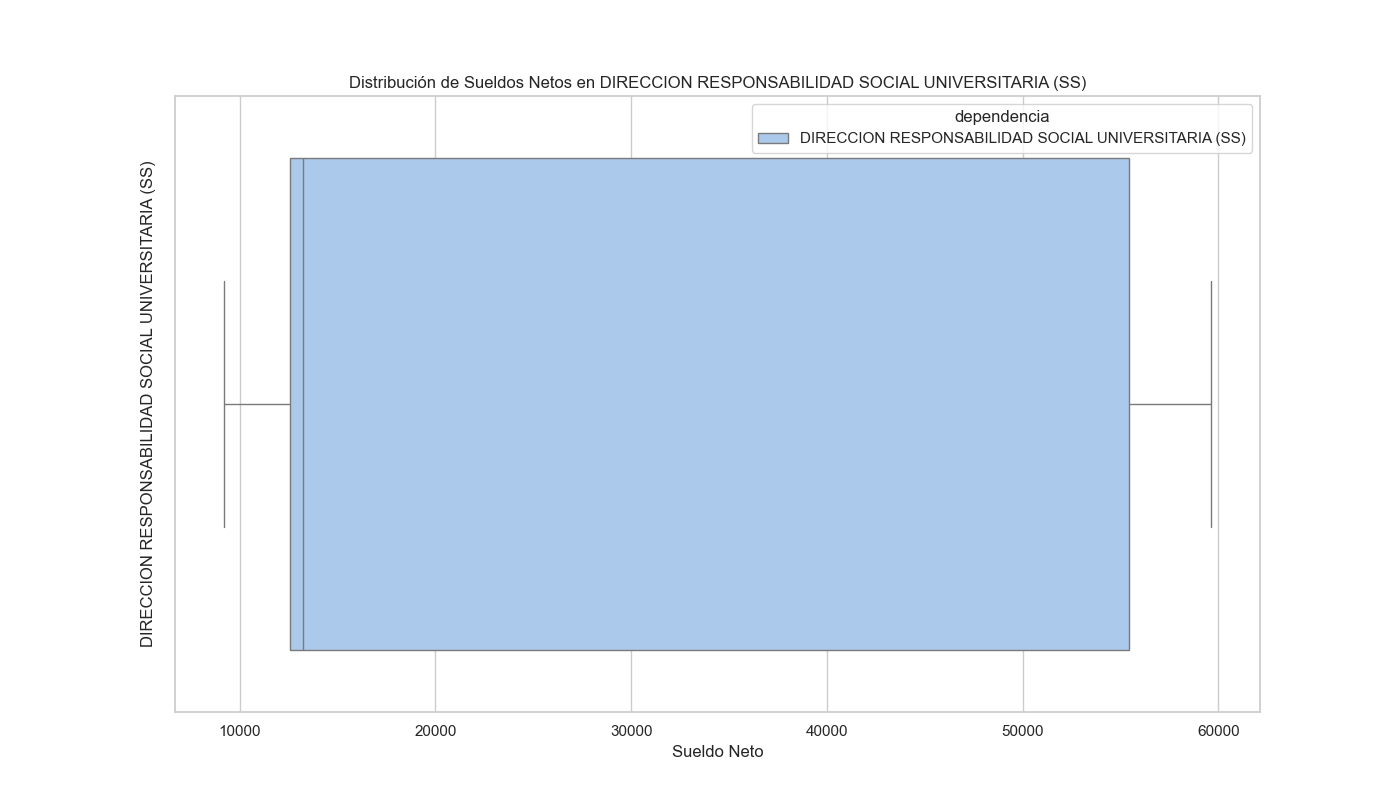 Distribución de Sueldos Netos en DIRECCION RESPONSABILIDAD SOCIAL UNIVERSITARIA (SS)
dependencia
DIRECCION RESPONSABILIDAD SOCIAL UNIVERSITARIA (SS)
DIRECCION RESPONSABILIDAD SOCIAL UNIVERSITARIA (SS)
10000 20000 30000 40000 50000 60000
Sueldo Neto